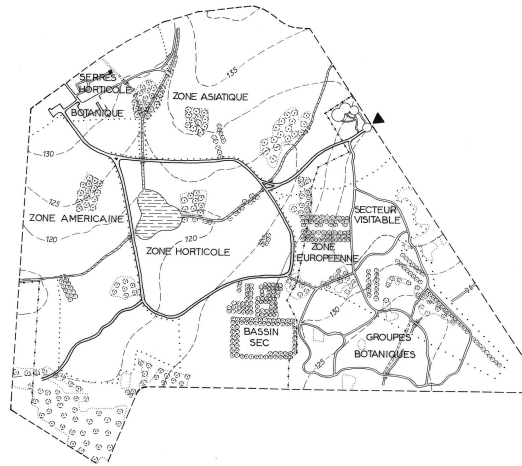 135
SERRES
HORTICOLE
ZONE ASIATIQUE
BOTANIQUE
130
125
120
ZONE AMERICAINE
SECTEUR
VISITABLE
120
ZONE HORTICOLE
ZONE
EUROPEENNE
130
BASSIN
SEC
GROUPES
BOTANIQUES
125